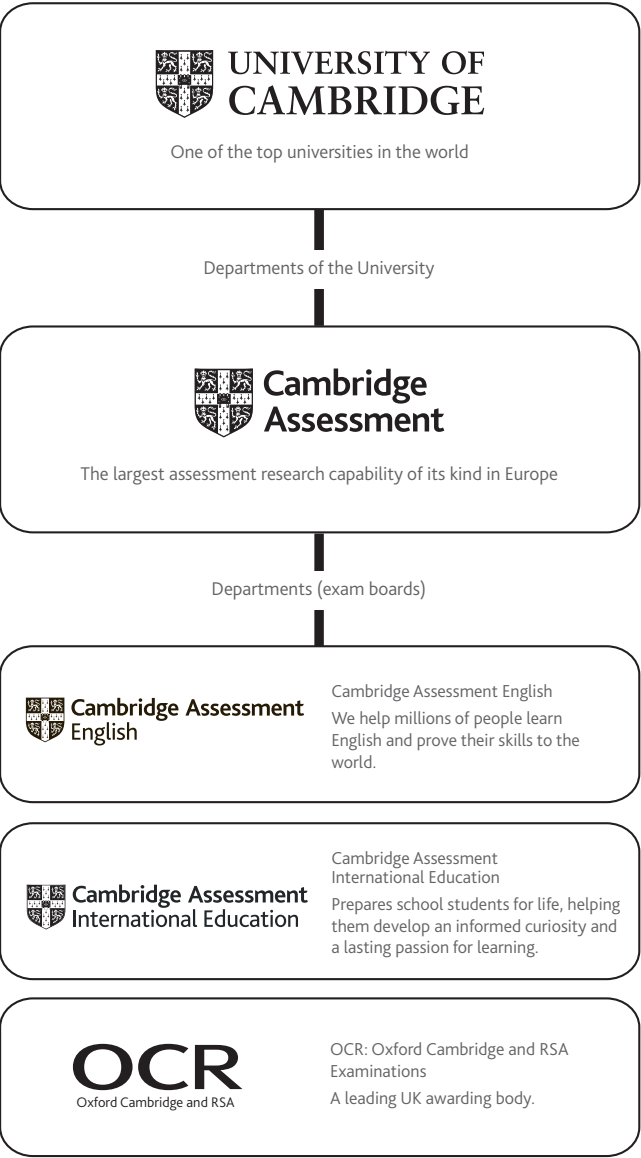 UNIVERSITY OF
CAMBRIDGE
One of the top universities in the world
Departments of the University
Cambridge
Assessment
The largest assessment research capability of its kind in Europe
Departments (exam boards)
Cambridge Assessment
English
Cambridge Assessment English
We help millions of people learn
English and prove their skills to the
world.
Cambridge Assessment
International Education
Cambridge Assessment
International Education
Prepares school students for life, helping
them develop an informed curiosity and
a lasting passion for learning.
OCR
Oxford Cambridge and RSA
OCR: Oxford Cambridge and RSA
Examinations
A leading UK awarding body.